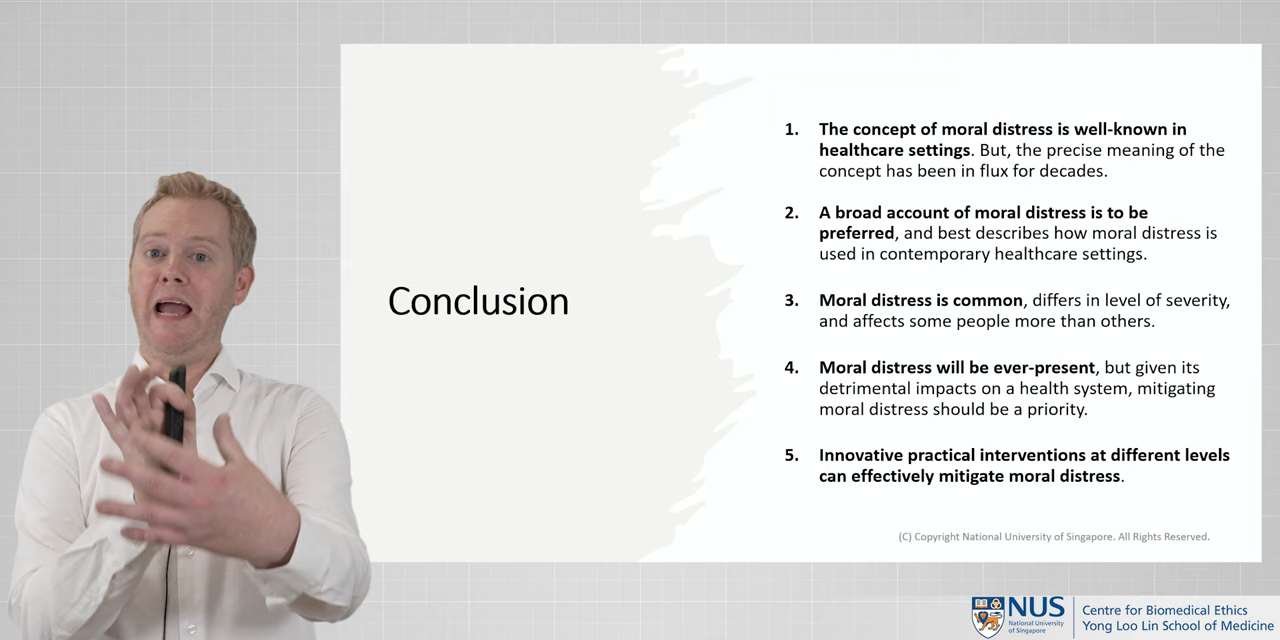 Conclusion
1. The concept of moral distress is well-known in
healthcare settings. But, the precise meaning of the
concept has been in flux for decades.
2. A broad account of moral distress is to be
preferred, and best describes how moral distress is
used in contemporary healthcare settings.
3. Moral distress is common, differs in level of severity,
and affects some people more than others.
4. Moral distress will be ever-present, but given its
detrimental impacts on a health system, mitigating
moral distress should be a priority.
5. Innovative practical interventions at different levels
can effectively mitigate moral distress.
(C) Copyright National University of Singapore. All Rights Reserved.
NUS
National University
of Singapore
Centre for Biomedical Ethics
Yong Loo Lin School of Medicine